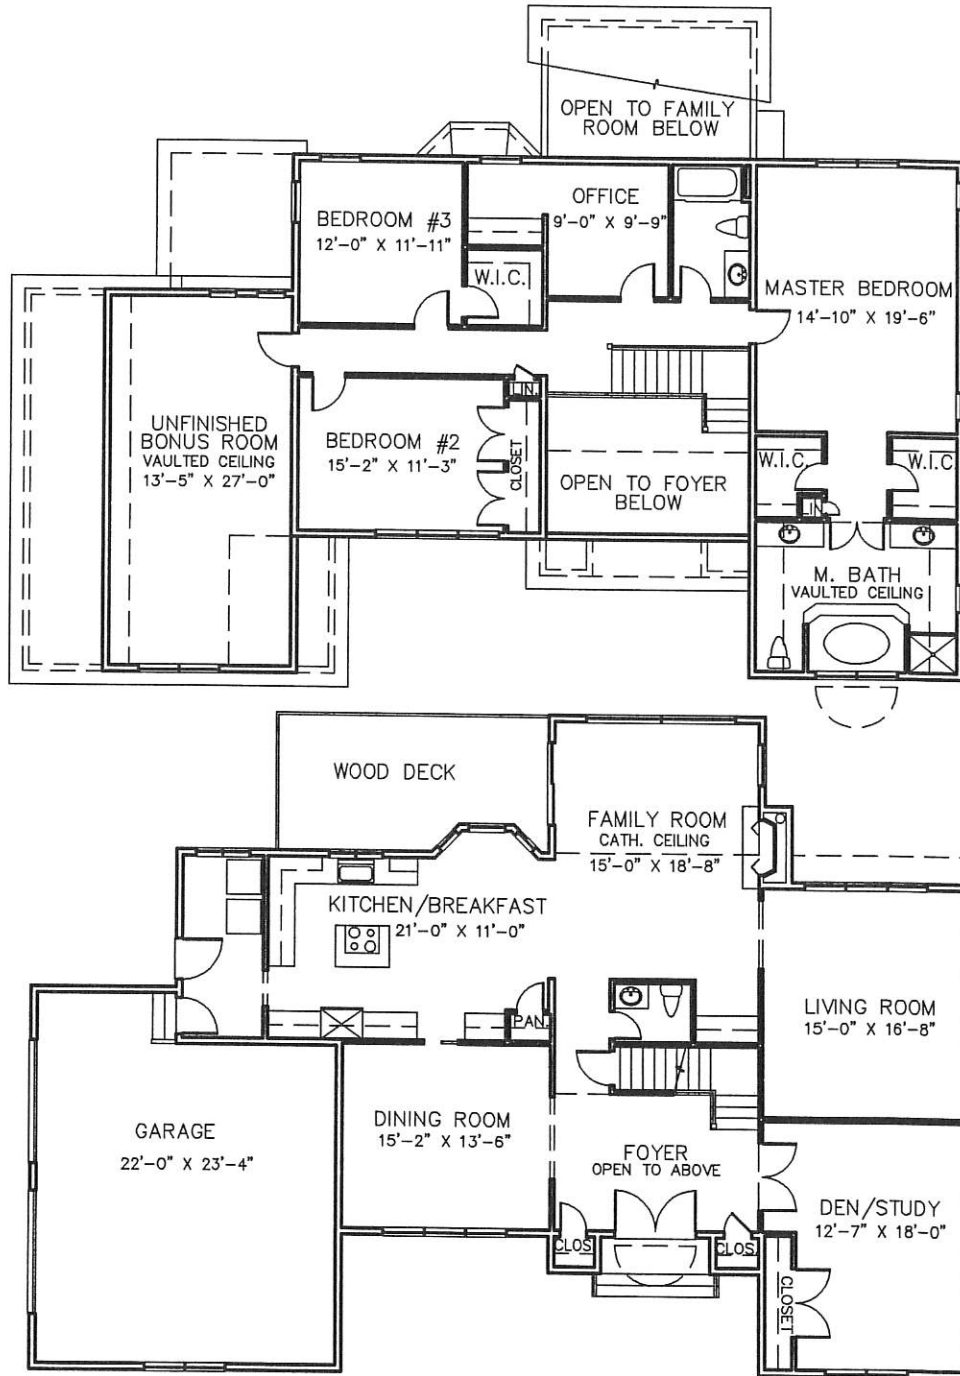 OPEN TO FAMILY
ROOM BELOW
OFFICE
9'-0" X 9'-9"
BEDROOM #3
12'-0" X 11'-11"
W.I.C.
MASTER BEDROOM
14'-10" X 19'-6"
LIN.
UNFINISHED
BONUS ROOM
VAULTED CEILING
13'-5" X 27'-0"
BEDROOM #2
15'-2" X 11'-3"
CLOSET
OPEN TO FOYER
BELOW
W.I.C.
W.I.C
LIN.
M. BATH
VAULTED CEILING
WOOD DECK
FAMILY ROOM
CATH. CEILING
15'-0" X 18'-8"
KITCHEN/BREAKFAST
21'-0" X 11'-0"
PAN.
LIVING ROOM
15'-0" X 16'-8"
GARAGE
22'-0" X 23'-4"
DINING ROOM
15'-2" X 13'-6"
FOYER
OPEN TO ABOVE
DEN/STUDY
12'-7" X 18'-0"
CLOS.
CLOS.
CLOSET